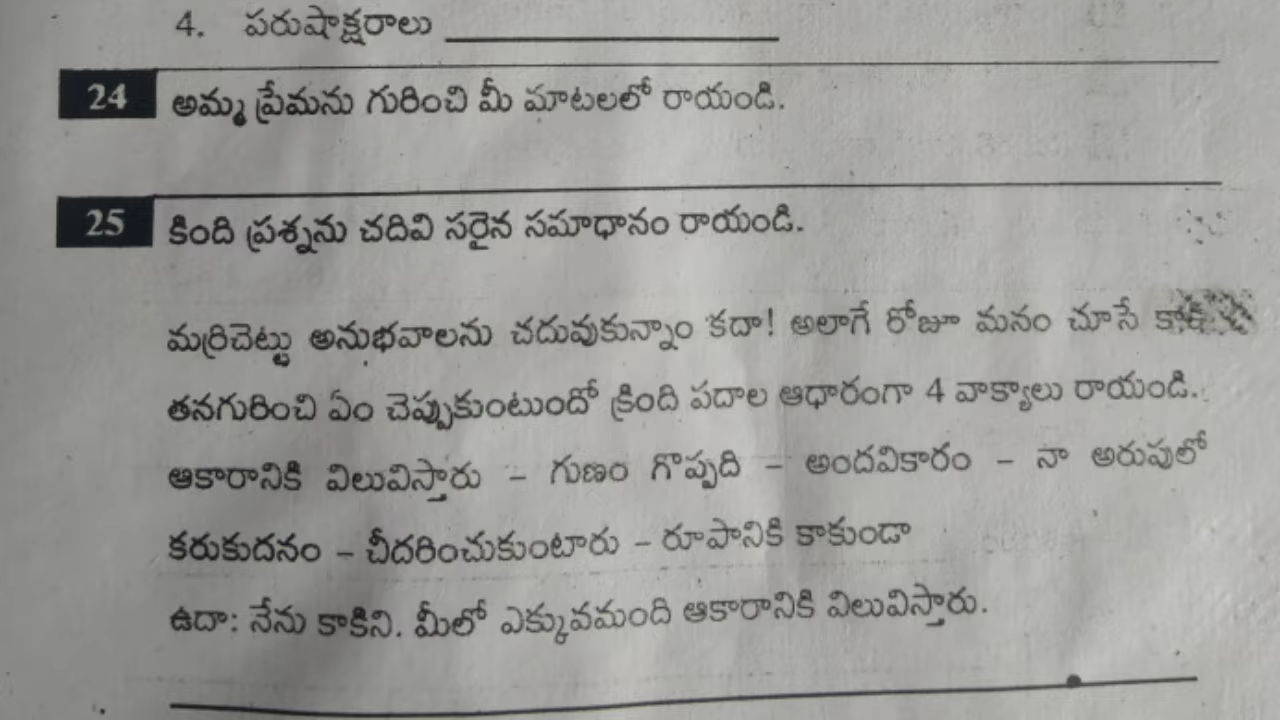 4. పరుషాక్షరాలు
24 అమ్మ ప్రేమను గురించి మీ మాటలలో రాయండి.
25 కింది ప్రశ్నను చదివి సరైన సమాధానం రాయండి.
మర్రిచెట్టు అనుభవాలను చదువుకున్నాం కదా! అలాగే రోజూ మనం చూసే
తనగురించి ఏం చెప్పుకుంటుందో క్రింది పదాల ఆధారంగా 4 వాక్యాలు రాయండి.
ఆకారానికి విలువిస్తారు – గుణం గొప్పది – అందవికారం – నా అరుపులో
కరుకుదనం – చీదరించుకుంటారు – రూపానికి కాకుండా
ఉదా: నేను కాకిని. మీలో ఎక్కువమంది ఆకారానికి విలువిస్తారు.